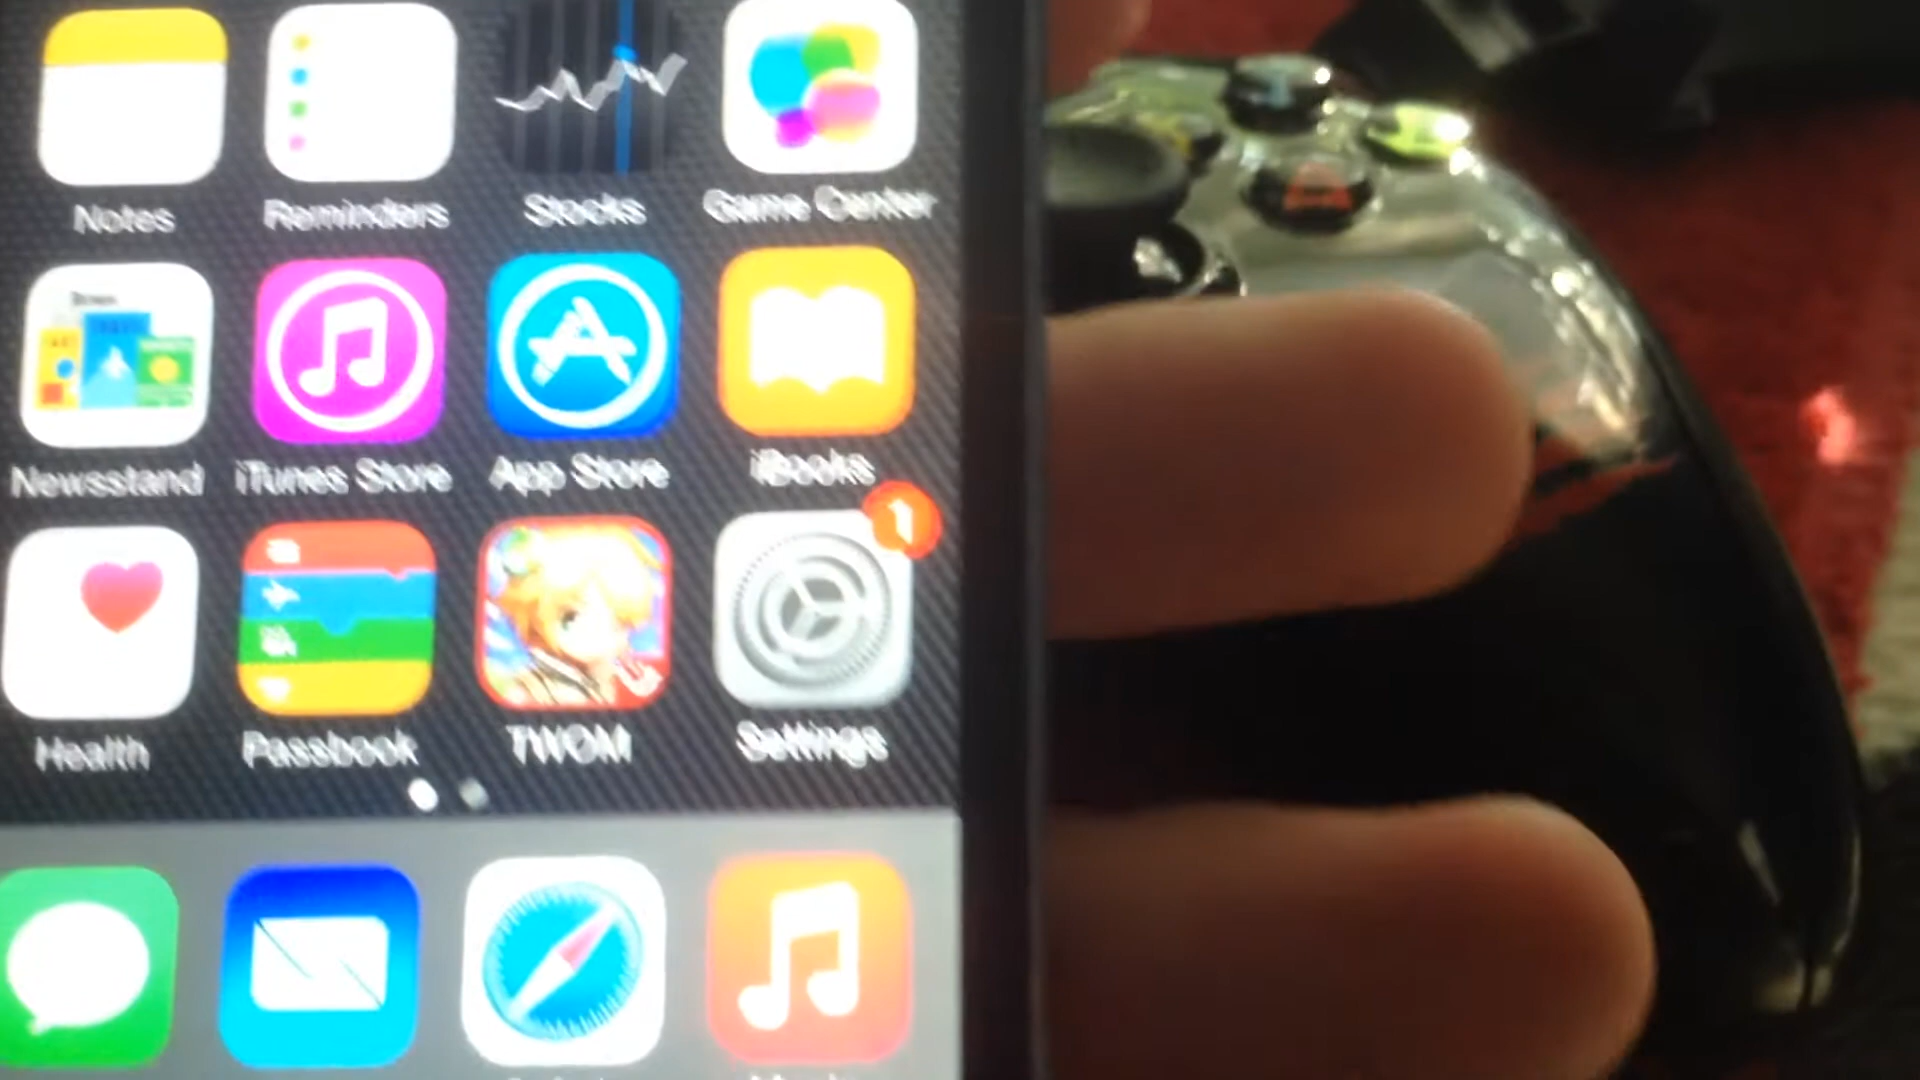 Notes Reminders Stocks Game Center
Newsstand iTunes Store App Store iBooks
1
Health Passbook TWOM Settings